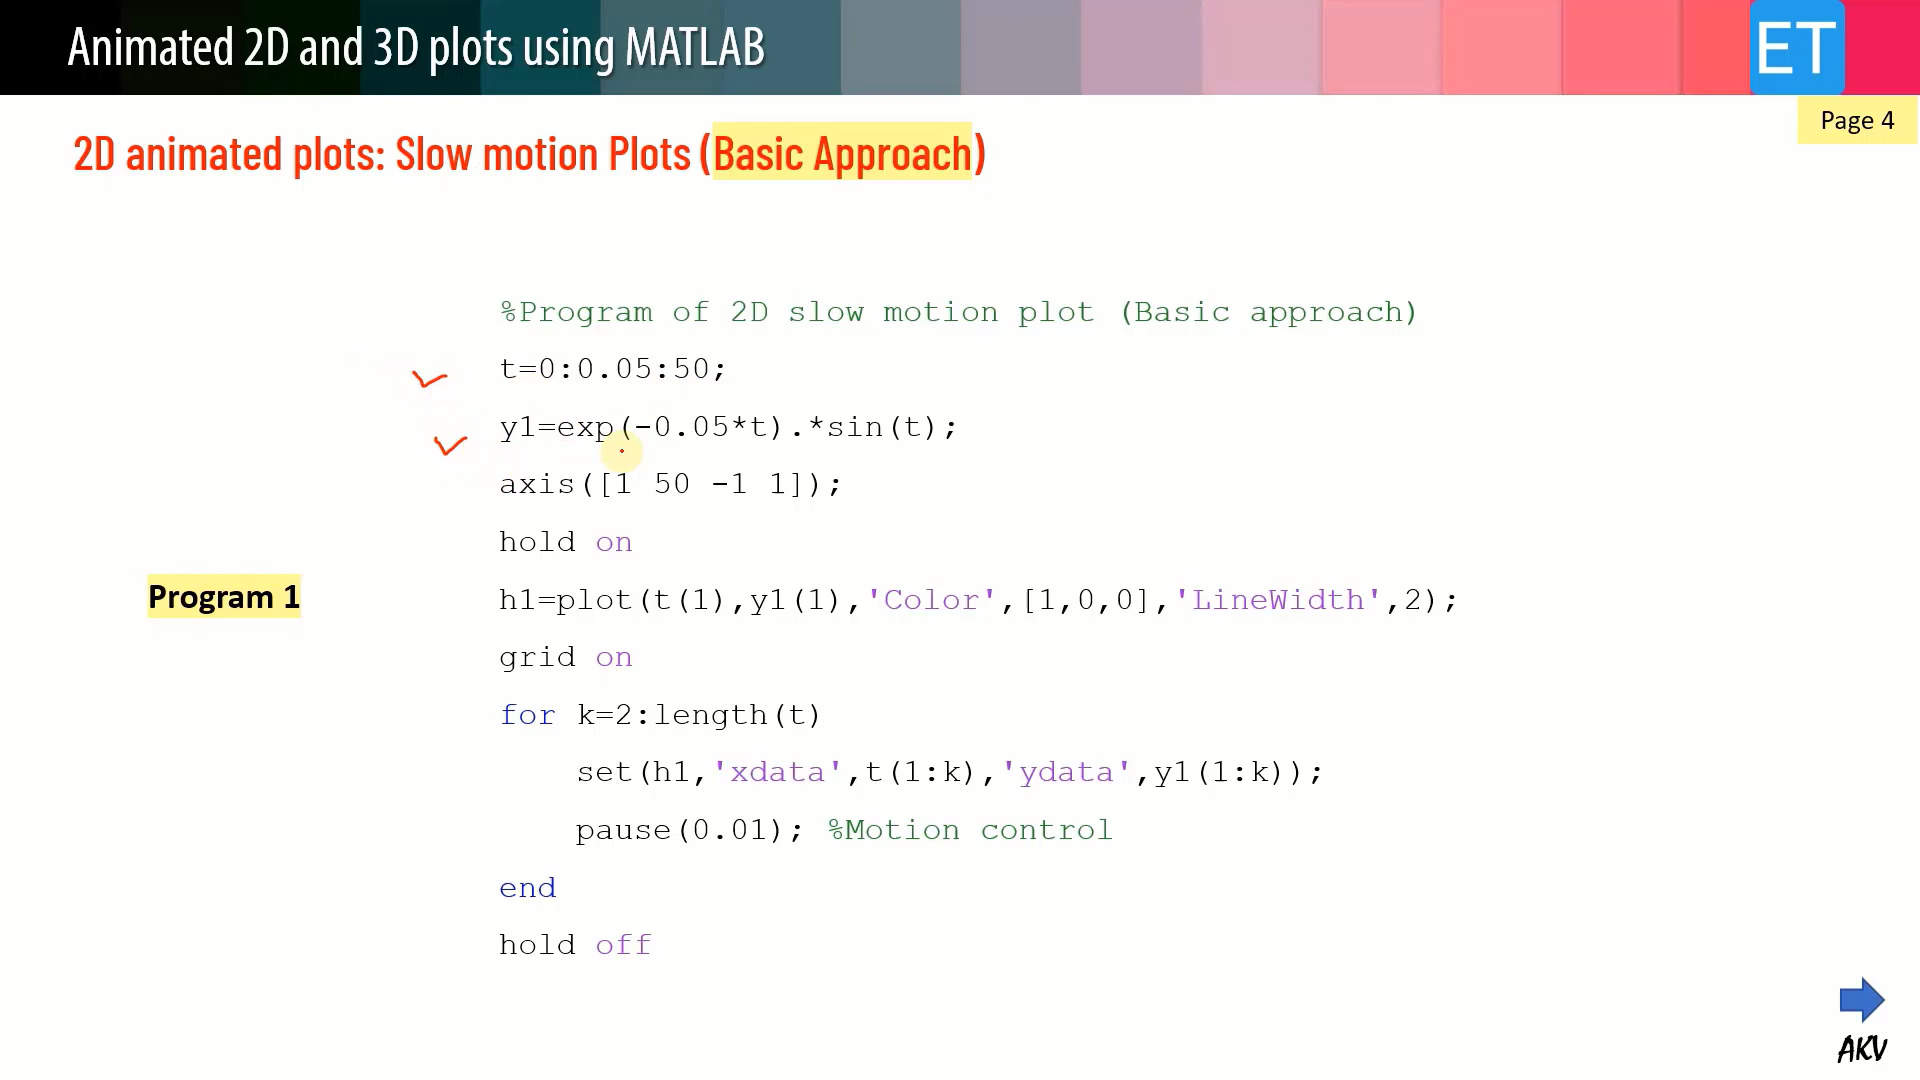 Animated 2D and 3D plots using MATLAB
ET
Page 4
2D animated plots: Slow motion Plots (Basic Approach)
%Program of 2D slow motion plot (Basic approach)
t=0:0.05:50;
y1=exp(-0.05*t).*sin(t);
axis([1 50 -1 1]);
hold on
Program 1
h1=plot(t(1),y1(1),'Color',[1,0,0],'LineWidth',2);
grid on
for k=2:length(t)
set(h1,'xdata',t(1:k),'ydata',y1(1:k));
pause(0.01); %Motion control
end
hold off
AKV